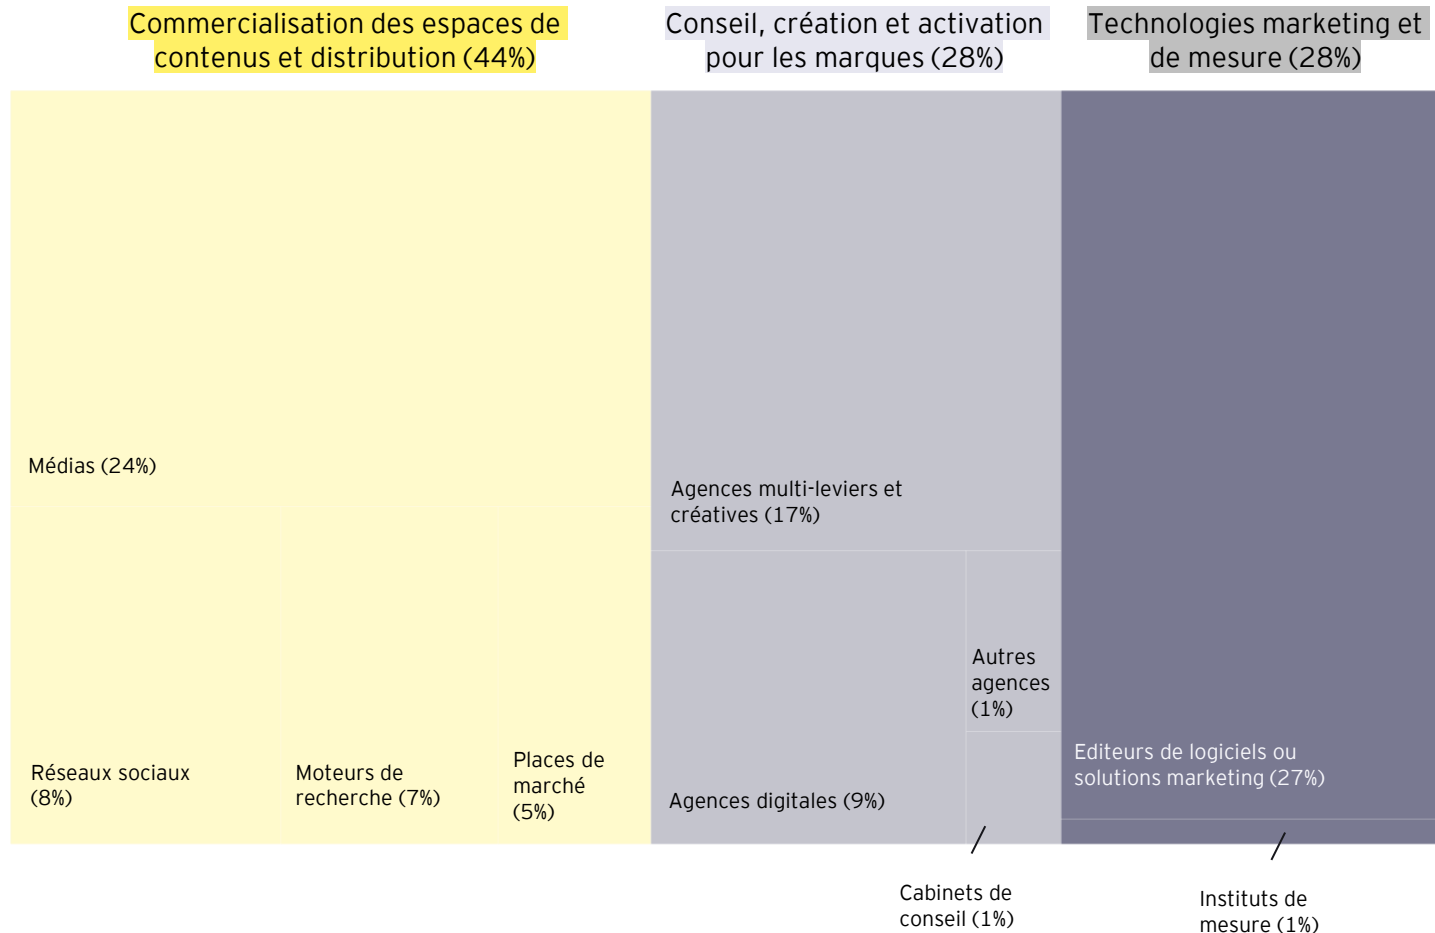 Commercialisation des espaces de
contenus et distribution (44%)
Conseil, création et activation
pour les marques (28%)
Technologies marketing et
de mesure (28%)
Médias (24%)
Réseaux sociaux
(8%)
Moteurs de
recherche (7%)
Places de
marché
(5%)
Agences multi-leviers et
créatives (17%)
Agences digitales (9%)
Autres
agences
(1%)
Cabinets de
conseil (1%)
Editeurs de logiciels ou
solutions marketing (27%)
Instituts de
mesure (1%)